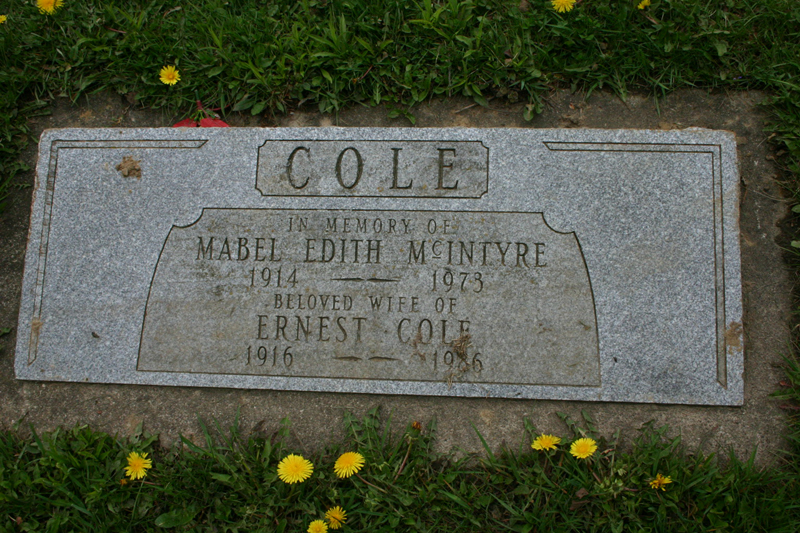 COLE
IN MEMORY OF
MABEL EDITH McINTYRE
1914 — 1973
BELOVED WIFE OF
ERNEST COLE
1916 —